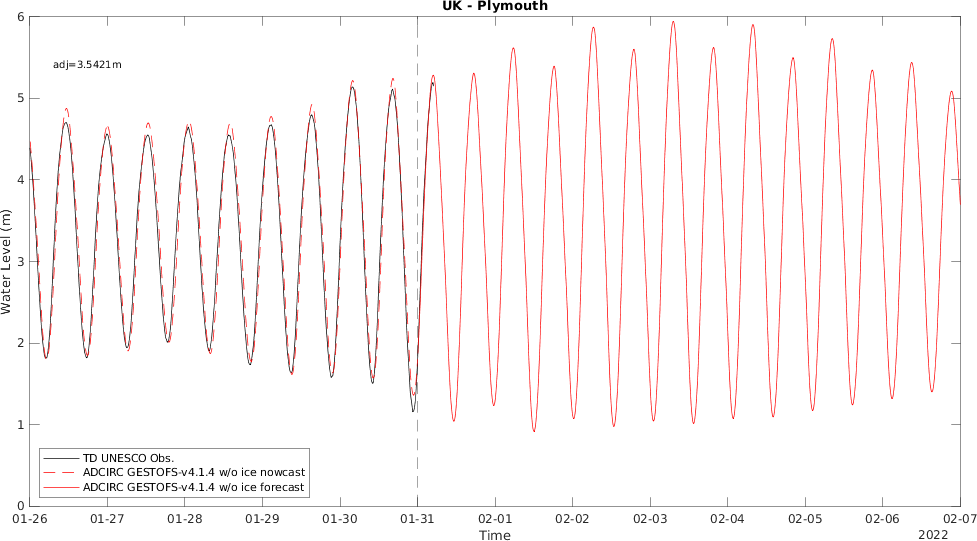 UK - Plymouth
adj=3.5421m
6
5
4
3
2
1
0
Water Level (m)
TD UNESCO Obs.
ADCIRC GESTOFS-v4.1.4 w/o ice nowcast
ADCIRC GESTOFS-v4.1.4 w/o ice forecast
01-26 01-27 01-28 01-29 01-30 01-31 02-01 02-02 02-03 02-04 02-05 02-06 02-07
Time
2022